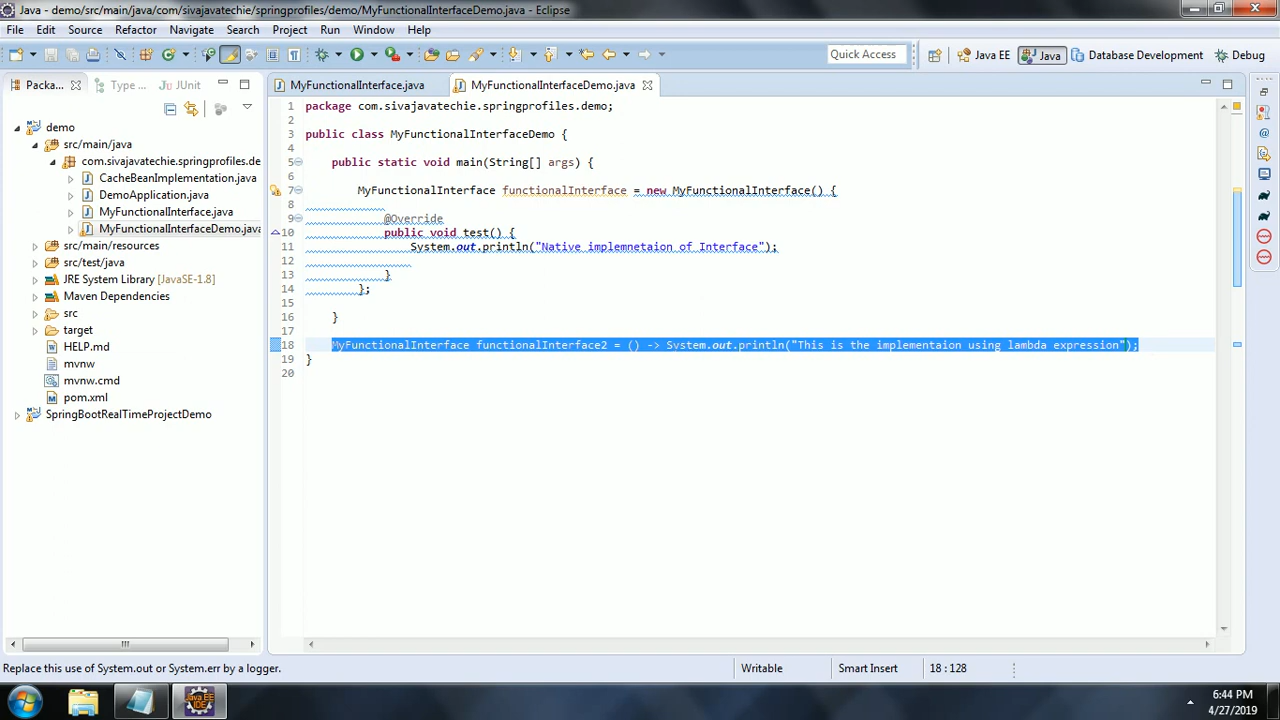 Java - demo/src/main/java/com/sivajavatechie/springprofiles/demo/MyFunctionalInterfaceDemo.java - Eclipse
File Edit Source Refactor Navigate Search Project Run Window Help
Quick Access Java EE Java Database Development Debug
Packa... Type ... JUnit
MyFunctionalInterface.java MyFunctionalInterfaceDemo.java
demo
src/main/java
com.sivajavatechie.springprofiles.de
CacheBeanImplementation.java
DemoApplication.java
MyFunctionalInterface.java
MyFunctionalInterfaceDemo.java
src/main/resources
src/test/java
JRE System Library [JavaSE-1.8]
Maven Dependencies
src
target
HELP.md
mvnw
mvnw.cmd
pom.xml
SpringBootRealTimeProjectDemo
1 package com.sivajavatechie.springprofiles.demo;
2
3 public class MyFunctionalInterfaceDemo {
4
5 public static void main(String[] args) {
6
7 MyFunctionalInterface functionalInterface = new MyFunctionalInterface() {
8
9 @Override
10 public void test() {
11 System.out.println("Native implemnetaion of Interface");
12
13 }
14 };
15
16 }
17
18 MyFunctionalInterface functionalInterface2 = () -> System.out.println("This is the implementaion using lambda expression");
19 }
20
Replace this use of System.out or System.err by a logger. Writable Smart Insert 18 : 128
Java EE
IDE
6:44 PM
4/27/2019